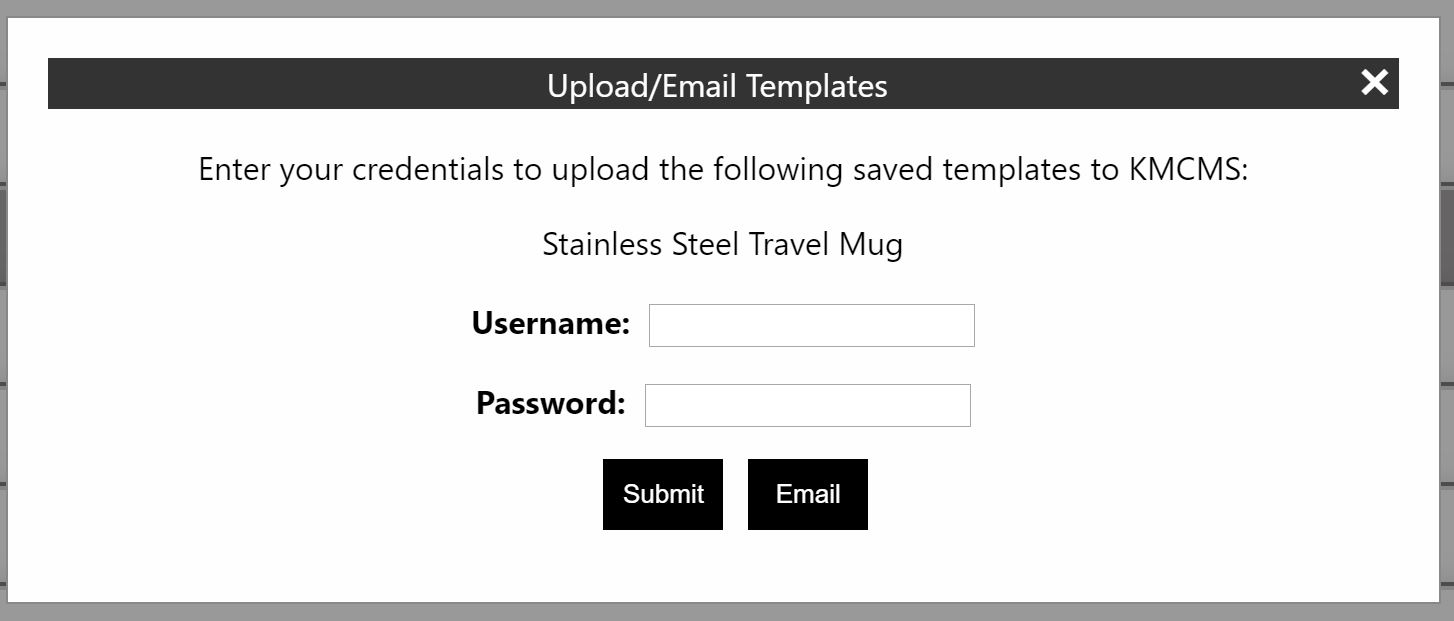 Upload/Email Templates
Enter your credentials to upload the following saved templates to KMCMS:
Stainless Steel Travel Mug
Username:
Password:
Submit Email